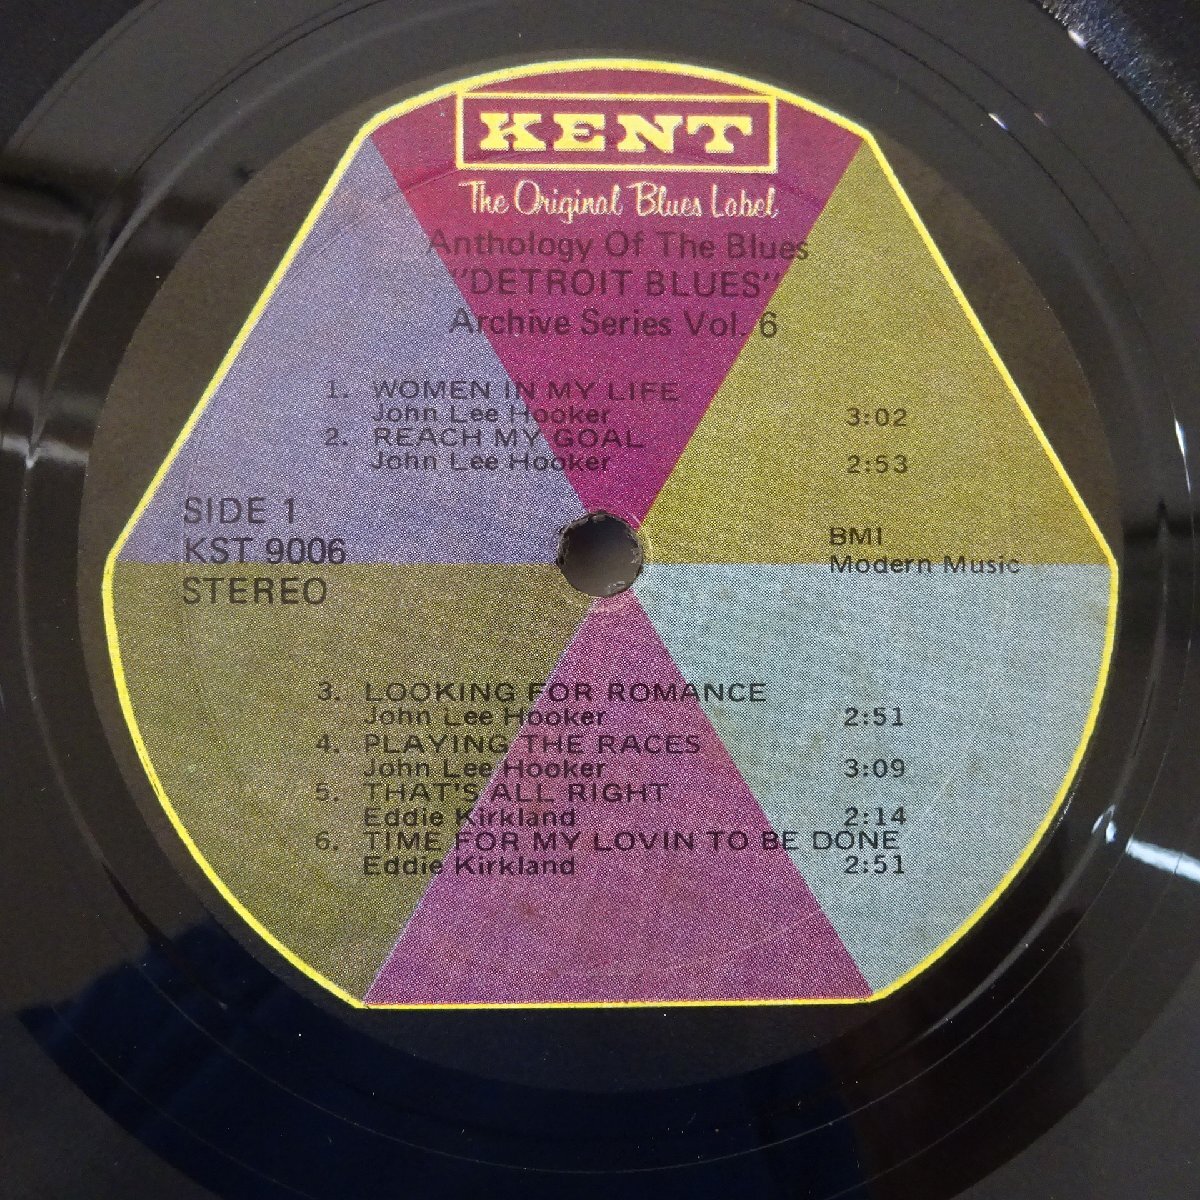 KENT
The Original Blues Label
Anthology Of The Blues
"DETROIT BLUES"
Archive Series Vol. 6
1. WOMEN IN MY LIFE
John Lee Hooker 3:02
2. REACH MY GOAL
John Lee Hooker 2:53
SIDE 1
KST 9006
STEREO
BMI
Modern Music
3. LOOKING FOR ROMANCE
John Lee Hooker 2:51
4. PLAYING THE RACES
John Lee Hooker 3:09
5. THAT'S ALL RIGHT
Eddie Kirkland 2:14
6. TIME FOR MY LOVIN TO BE DONE
Eddie Kirkland 2:51